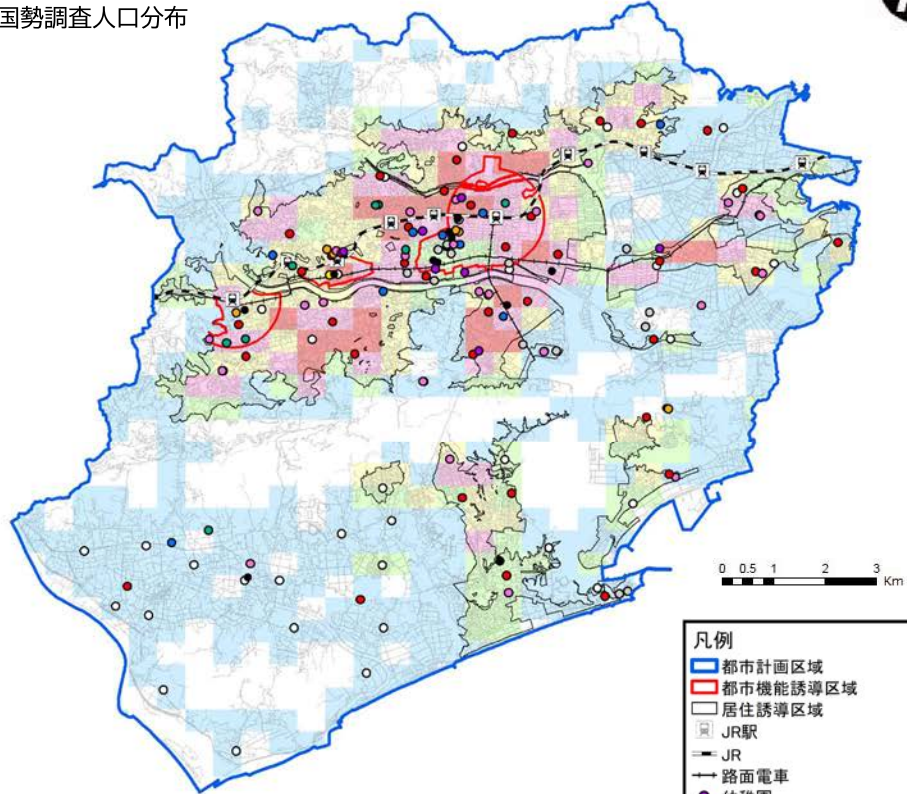 国勢調査人口分布
0 0.5 1 2 3
Km
凡例
都市計画区域
都市機能誘導区域
居住誘導区域
JR駅
JR
路面電車